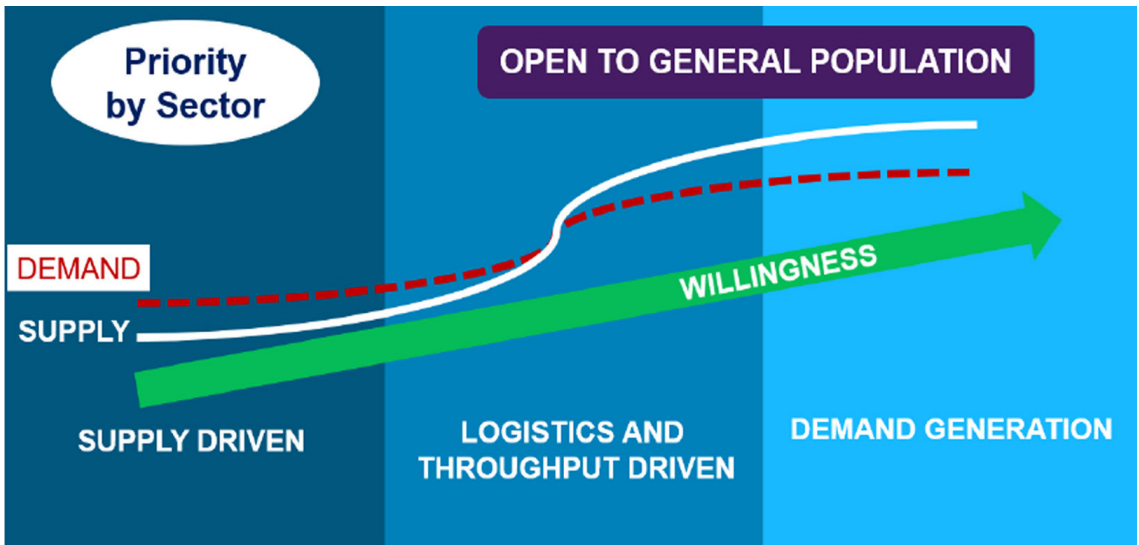 Priority
by Sector
OPEN TO GENERAL POPULATION
DEMAND
SUPPLY
WILLINGNESS
SUPPLY DRIVEN
LOGISTICS AND
THROUGHPUT DRIVEN
DEMAND GENERATION